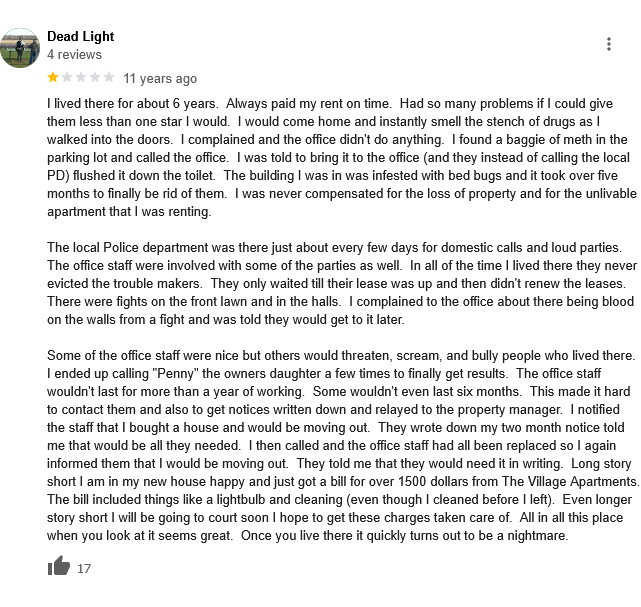 Dead Light
4 reviews
11 years ago
I lived there for about 6 years.  Always paid my rent on time.  Had so many problems if I could give
them less than one star I would.  I would come home and instantly smell the stench of drugs as I
walked into the doors.  I complained and the office didn't do anything.  I found a baggie of meth in the
parking lot and called the office.  I was told to bring it to the office (and they instead of calling the local
PD) flushed it down the toilet.  The building I was in was infested with bed bugs and it took over five
months to finally be rid of them.  I was never compensated for the loss of property and for the unlivable
apartment that I was renting.

The local Police department was there just about every few days for domestic calls and loud parties.
The office staff were involved with some of the parties as well.  In all of the time I lived there they never
evicted the trouble makers.  They only waited till their lease was up and then didn't renew the leases.
There were fights on the front lawn and in the halls.  I complained to the office about there being blood
on the walls from a fight and was told they would get to it later.

Some of the office staff were nice but others would threaten, scream, and bully people who lived there.
I ended up calling "Penny" the owners daughter a few times to finally get results.  The office staff
wouldn't last for more than a year of working.  Some wouldn't even last six months.  This made it hard
to contact them and also to get notices written down and relayed to the property manager.  I notified
the staff that I bought a house and would be moving out.  They wrote down my two month notice told
me that would be all they needed.  I then called and the office staff had all been replaced so I again
informed them that I would be moving out.  They told me that they would need it in writing.  Long story
short I am in my new house happy and just got a bill for over 1500 dollars from The Village Apartments.
The bill included things like a lightbulb and cleaning (even though I cleaned before I left).  Even longer
story short I will be going to court soon I hope to get these charges taken care of.  All in all this place
when you look at it seems great.  Once you live there it quickly turns out to be a nightmare.
17